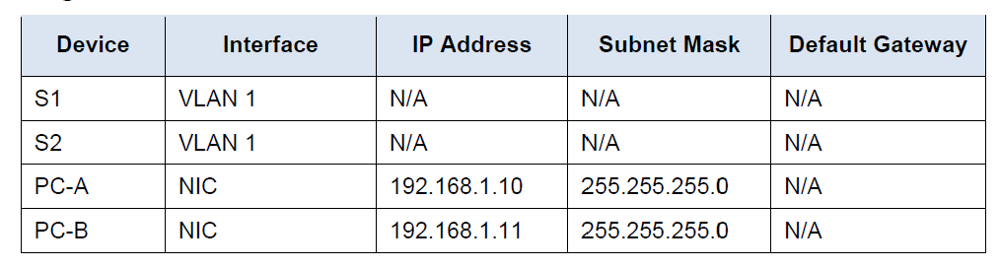 Device Interface IP Address Subnet Mask Default Gateway
S1 VLAN 1 N/A N/A N/A
S2 VLAN 1 N/A N/A N/A
PC-A NIC 192.168.1.10 255.255.255.0 N/A
PC-B NIC 192.168.1.11 255.255.255.0 N/A